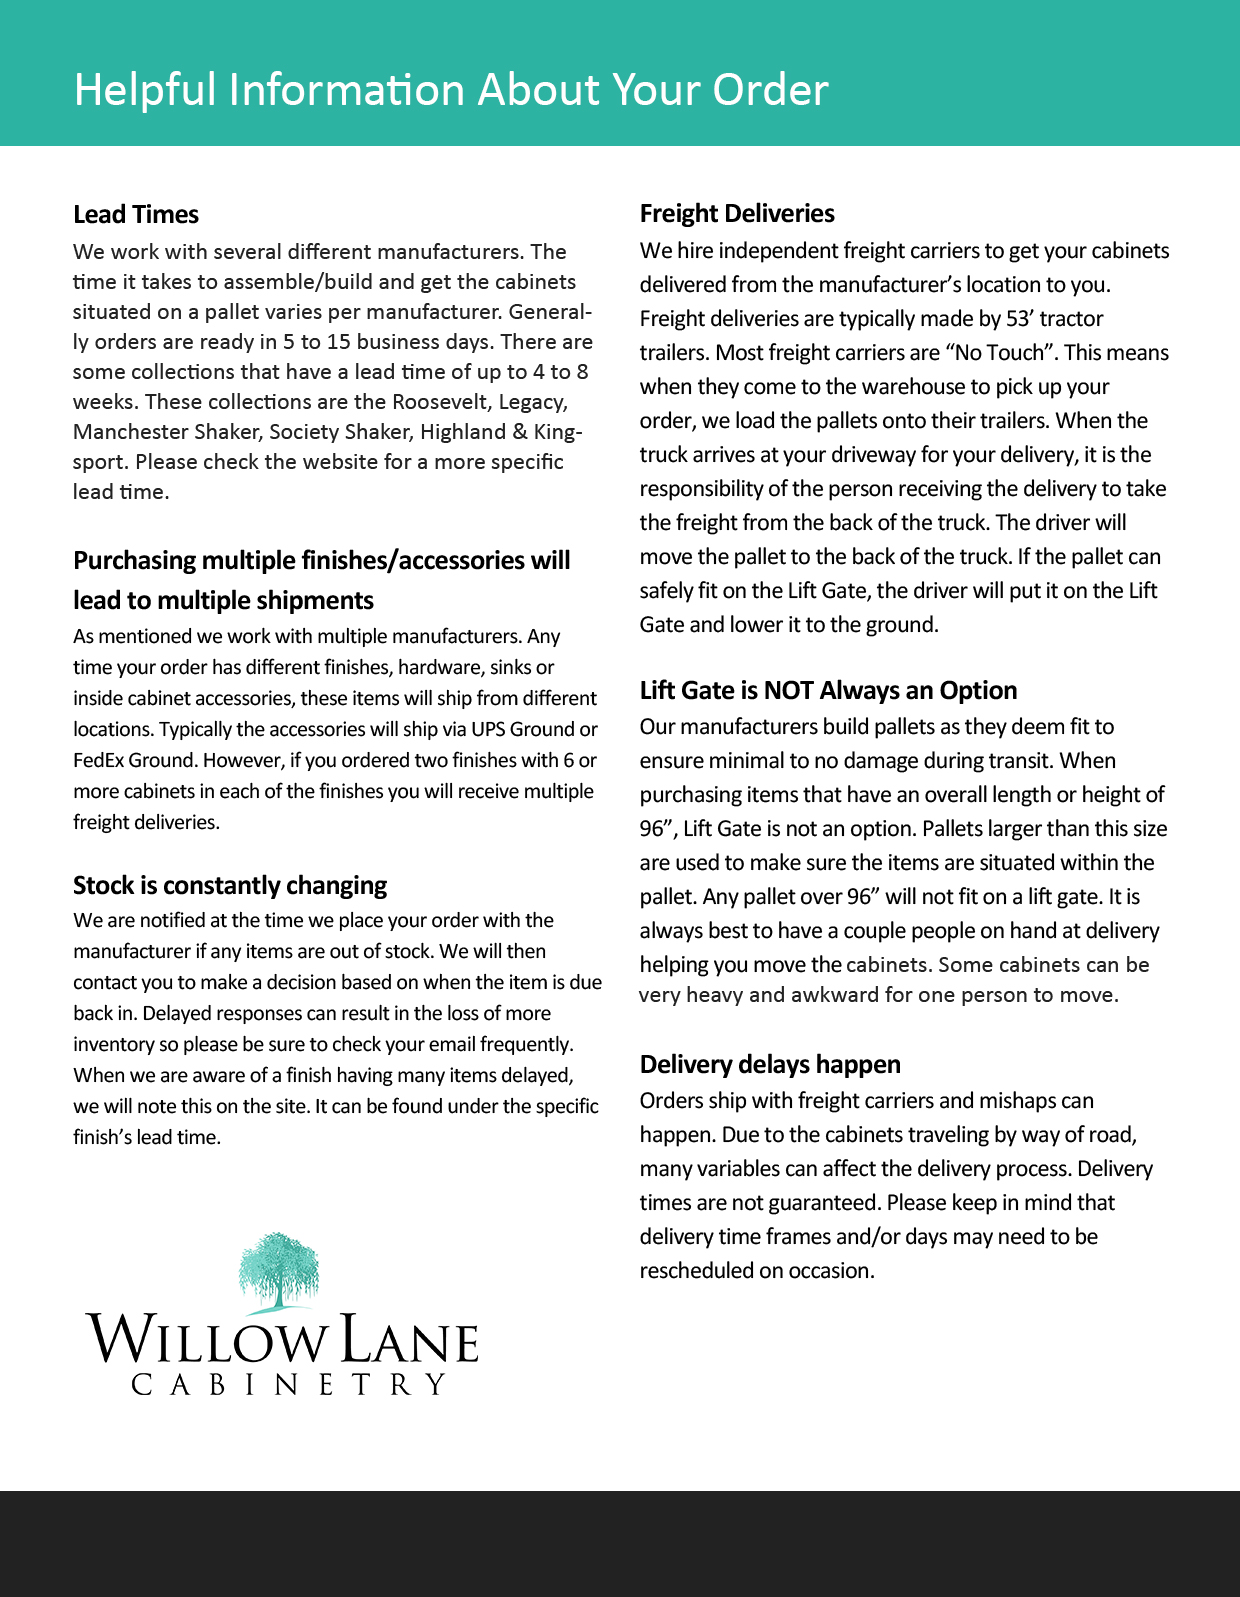 Helpful Information About Your Order
Lead Times
We work with several different manufacturers. The
time it takes to assemble/build and get the cabinets
situated on a pallet varies per manufacturer. General-
ly orders are ready in 5 to 15 business days. There are
some collections that have a lead time of up to 4 to 8
weeks. These collections are the Roosevelt, Legacy,
Manchester Shaker, Society Shaker, Highland & King-
sport. Please check the website for a more specific
lead time.
Purchasing multiple finishes/accessories will
lead to multiple shipments
As mentioned we work with multiple manufacturers. Any
time your order has different finishes, hardware, sinks or
inside cabinet accessories, these items will ship from different
locations. Typically the accessories will ship via UPS Ground or
FedEx Ground. However, if you ordered two finishes with 6 or
more cabinets in each of the finishes you will receive multiple
freight deliveries.
Stock is constantly changing
We are notified at the time we place your order with the
manufacturer if any items are out of stock. We will then
contact you to make a decision based on when the item is due
back in. Delayed responses can result in the loss of more
inventory so please be sure to check your email frequently.
When we are aware of a finish having many items delayed,
we will note this on the site. It can be found under the specific
finish’s lead time.
WILLOW LANE
CABINETRY
Freight Deliveries
We hire independent freight carriers to get your cabinets
delivered from the manufacturer’s location to you.
Freight deliveries are typically made by 53’ tractor
trailers. Most freight carriers are “No Touch”. This means
when they come to the warehouse to pick up your
order, we load the pallets onto their trailers. When the
truck arrives at your driveway for your delivery, it is the
responsibility of the person receiving the delivery to take
the freight from the back of the truck. The driver will
move the pallet to the back of the truck. If the pallet can
safely fit on the Lift Gate, the driver will put it on the Lift
Gate and lower it to the ground.
Lift Gate is NOT Always an Option
Our manufacturers build pallets as they deem fit to
ensure minimal to no damage during transit. When
purchasing items that have an overall length or height of
96”, Lift Gate is not an option. Pallets larger than this size
are used to make sure the items are situated within the
pallet. Any pallet over 96” will not fit on a lift gate. It is
always best to have a couple people on hand at delivery
helping you move the cabinets. Some cabinets can be
very heavy and awkward for one person to move.
Delivery delays happen
Orders ship with freight carriers and mishaps can
happen. Due to the cabinets traveling by way of road,
many variables can affect the delivery process. Delivery
times are not guaranteed. Please keep in mind that
delivery time frames and/or days may need to be
rescheduled on occasion.